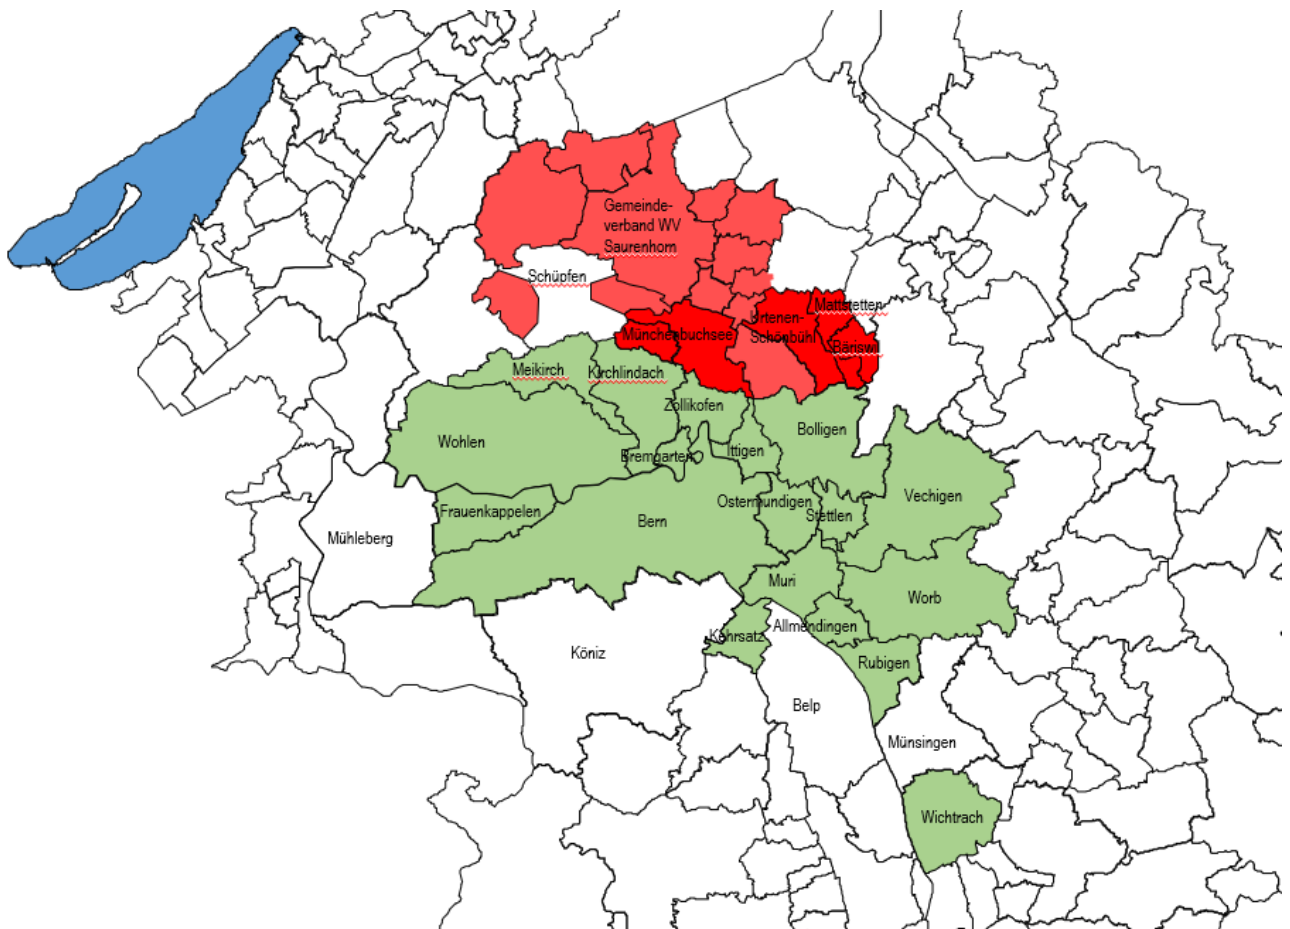 Gemeinde-
verband WV
Saurenhorn
Schüpfen
Mattstetten
Urtenen-
Schönbühl
Münchenbuchsee
Bäriswil
Meikirch
Kirchlindach
Zollikofen
Wohlen
Bolligen
Ittigen
Bremgarten
Vechigen
Ostermundigen
Frauenkappelen
Stettlen
Bern
Mühleberg
Muri
Worb
Allmendingen
Kehrsatz
Köniz
Rubigen
Belp
Münsingen
Wichtrach